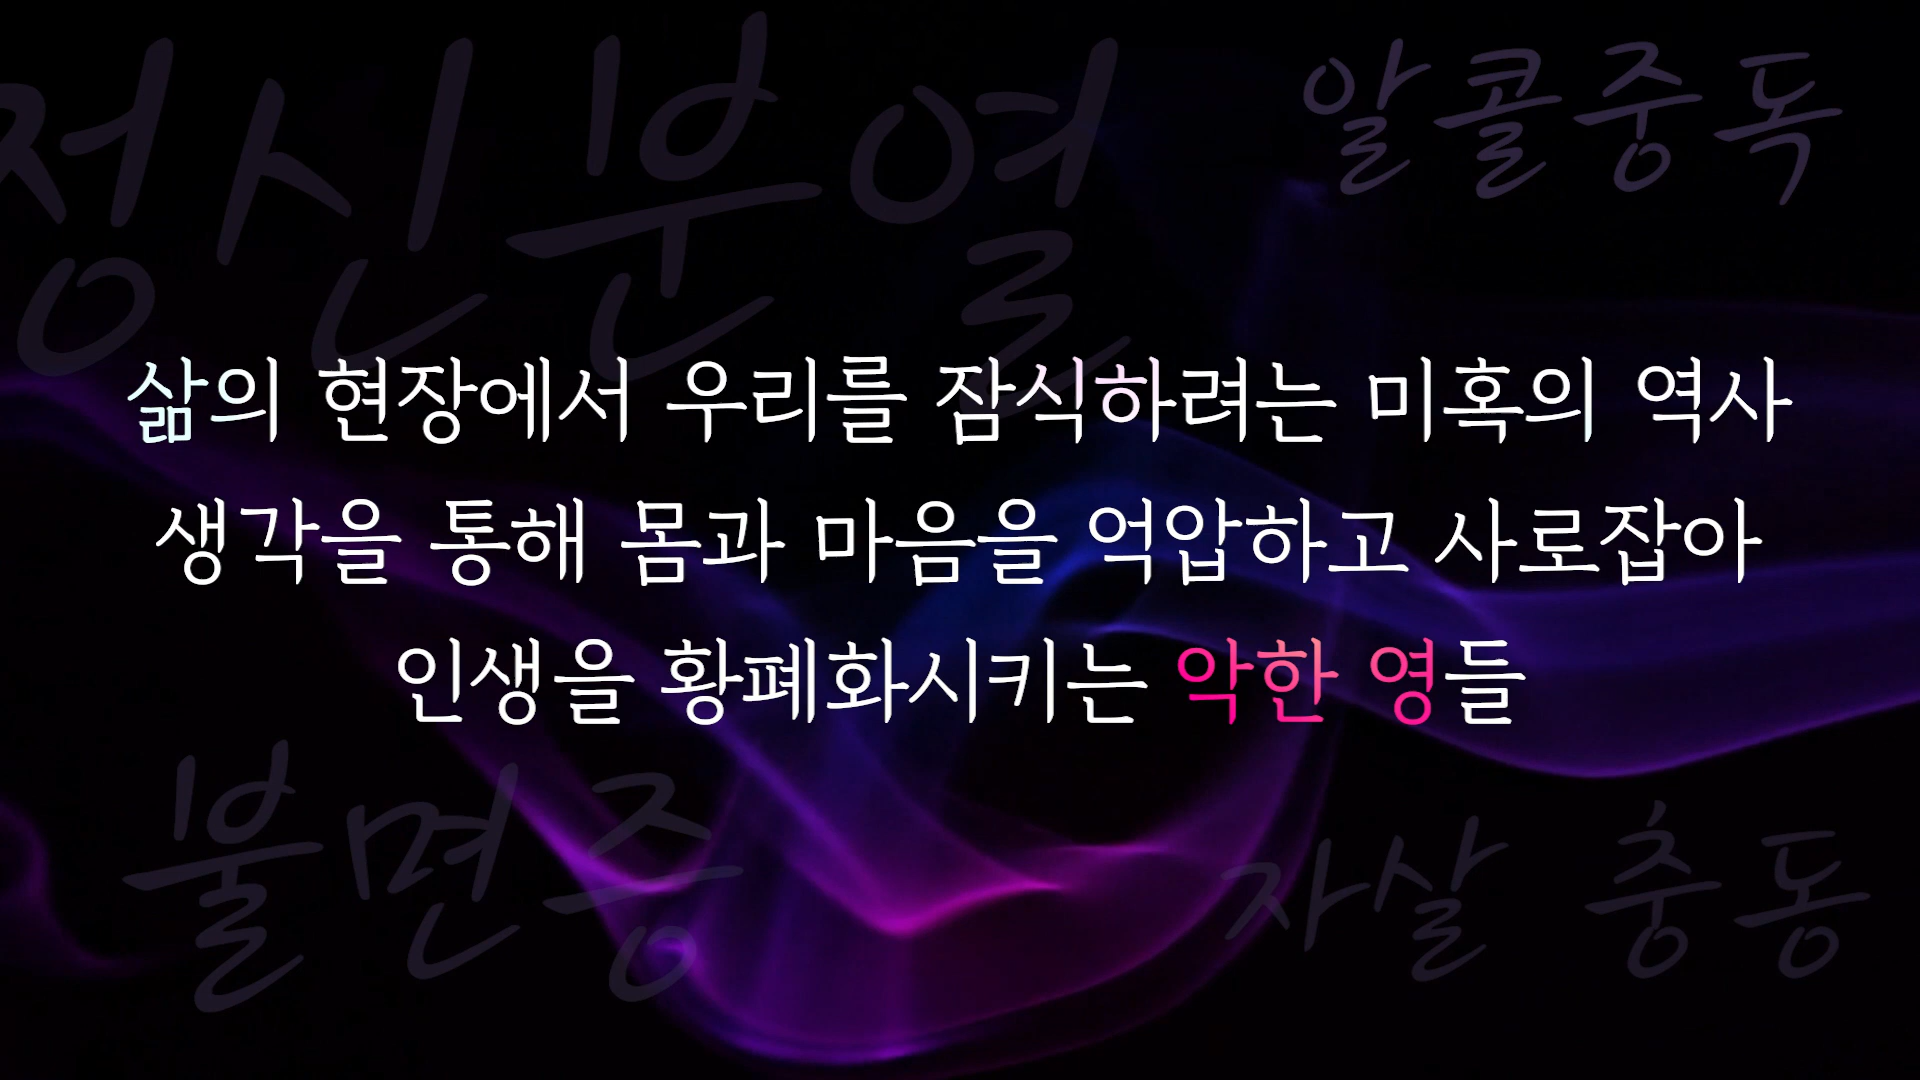 정신분열
알콜중독
삶의 현장에서 우리를 잠식하려는 미혹의 역사
생각을 통해 몸과 마음을 억압하고 사로잡아
인생을 황폐화시키는 악한 영들
불면증
자살 충동